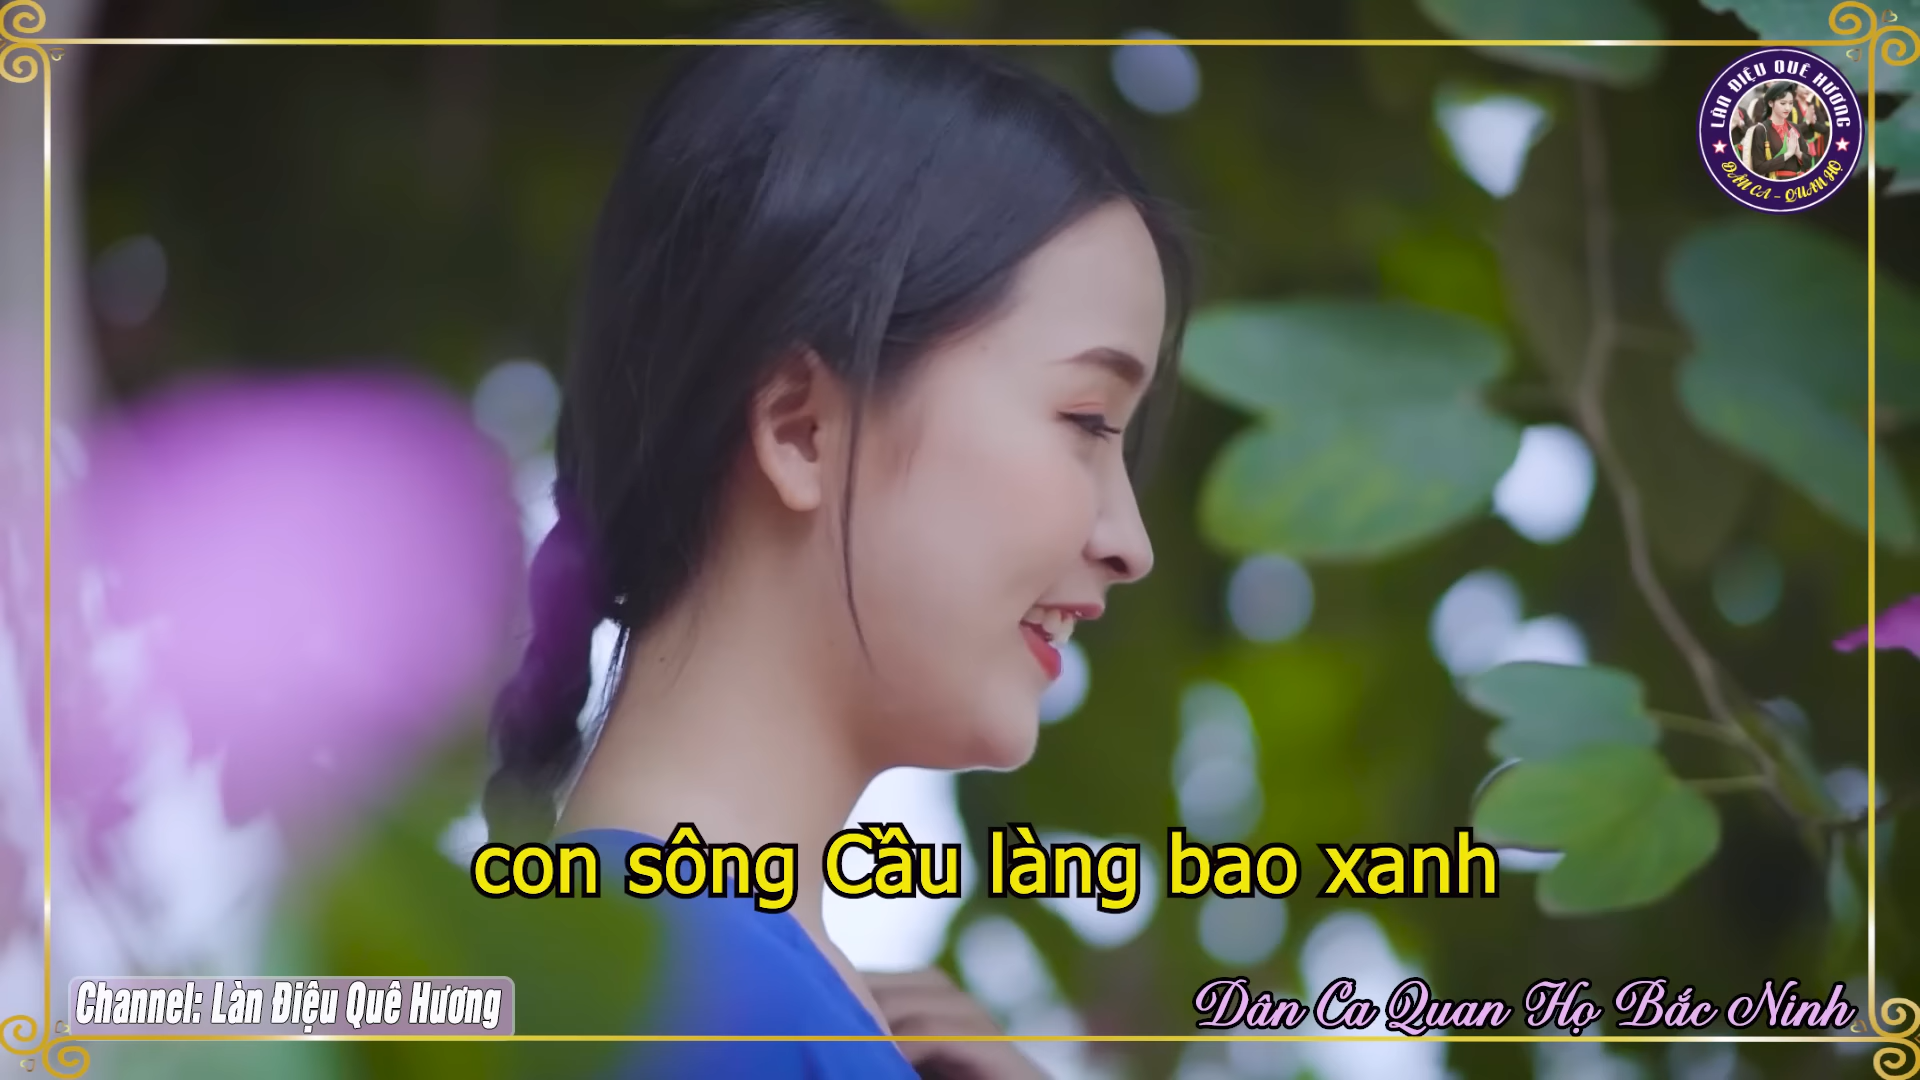 LÀN ĐIỆU QUÊ HƯƠNG
DÂN CA - QUAN HỌ
con sông Cầu làng bao xanh
Channel: Làn Điệu Quê Hương
Dân Ca Quan Họ Bắc Ninh